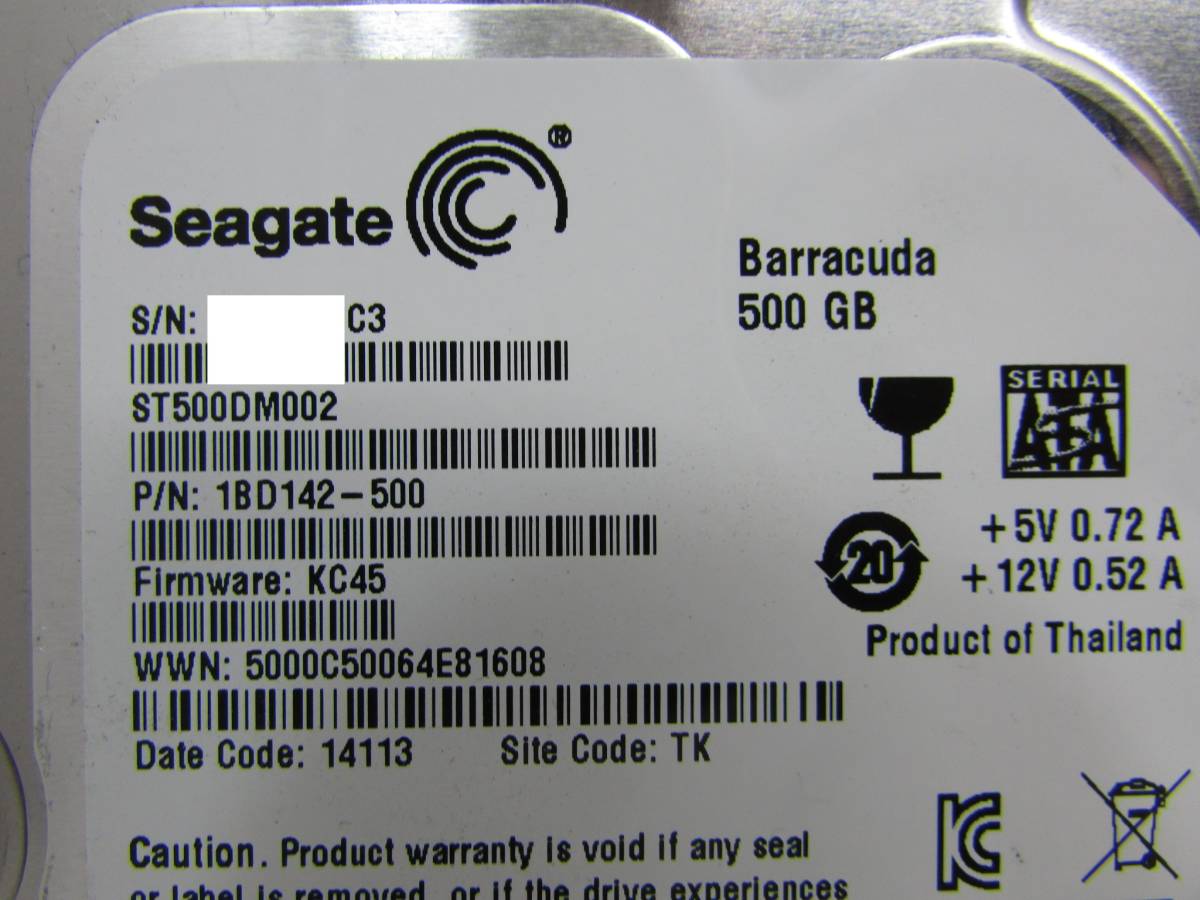 Seagate®
Barracuda
500 GB
S/N: C3
ST500DM002
P/N: 1BD142-500
Firmware: KC45
WWN: 5000C50064E81608
Date Code: 14113 Site Code: TK
SERIAL
ATA
20
+5V 0.72 A
+12V 0.52 A
Product of Thailand
KC
Caution. Product warranty is void if any seal
or label is removed, or if the drive experiences